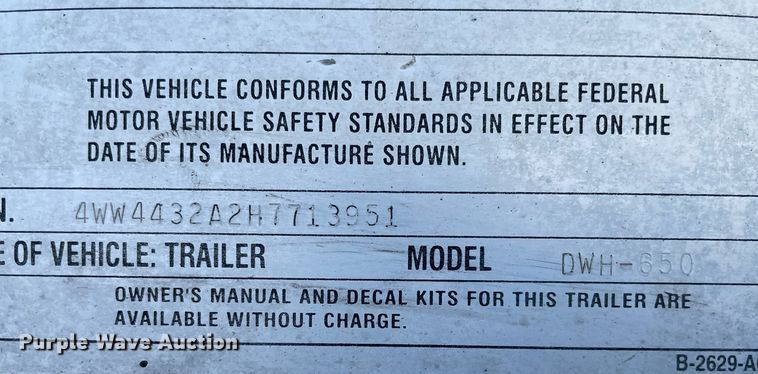 THIS VEHICLE CONFORMS TO ALL APPLICABLE FEDERAL
MOTOR VEHICLE SAFETY STANDARDS IN EFFECT ON THE
DATE OF ITS MANUFACTURE SHOWN.
N. 4WW4432A2H7713951
E OF VEHICLE: TRAILER MODEL DWH-650
OWNER'S MANUAL AND DECAL KITS FOR THIS TRAILER ARE
AVAILABLE WITHOUT CHARGE.
Purple Wave Auction
B-2629-A